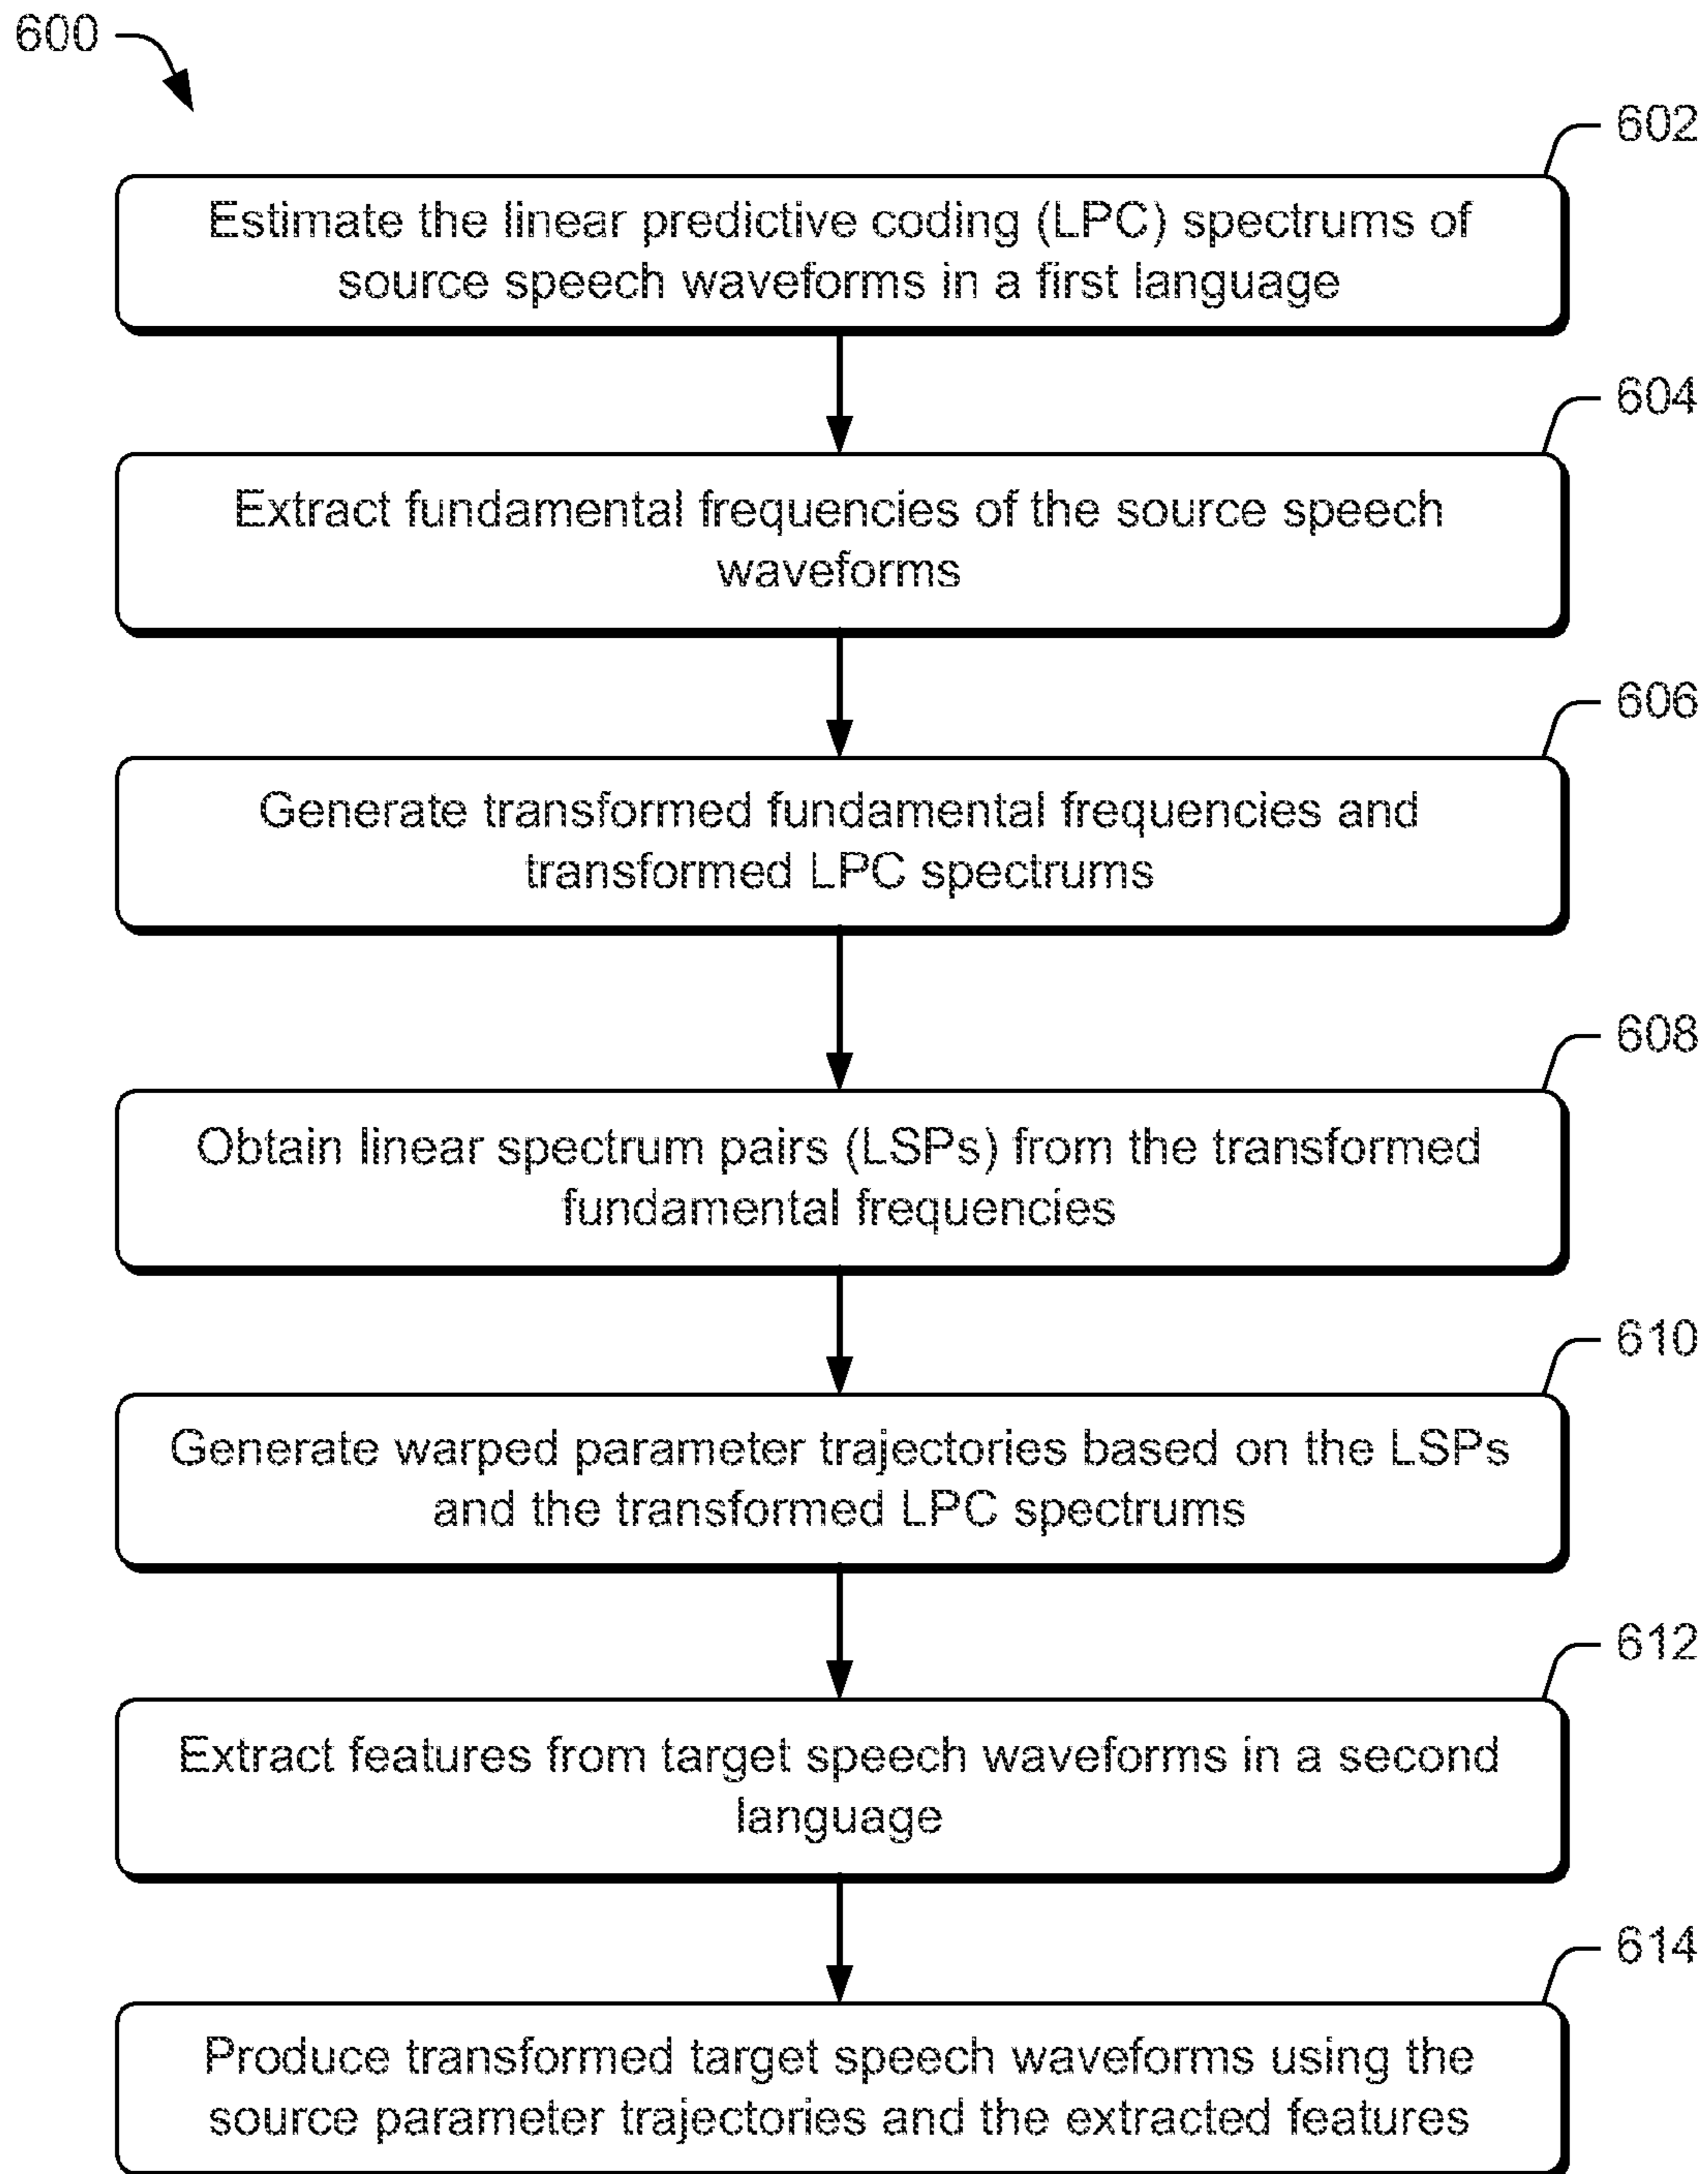 600
602
Estimate the linear predictive coding (LPC) spectrums of
source speech waveforms in a first language
604
Extract fundamental frequencies of the source speech
waveforms
606
Generate transformed fundamental frequencies and
transformed LPC spectrums
608
Obtain linear spectrum pairs (LSPs) from the transformed
fundamental frequencies
610
Generate warped parameter trajectories based on the LSPs
and the transformed LPC spectrums
612
Extract features from target speech waveforms in a second
language
614
Produce transformed target speech waveforms using the
source parameter trajectories and the extracted features